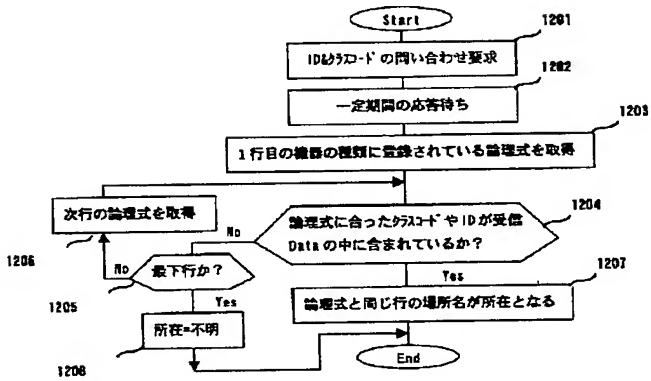 Start
1201
ID&クラスコードの問い合わせ要求
1202
一定期間の応答待ち
1203
1行目の機器の種類に登録されている論理式を取得
次行の論理式を取得
1206
No
論理式に合ったクラスコードやIDが受信
Dataの中に含まれているか?
1204
No
最下行か?
1205
Yes
Yes
1207
論理式と同じ行の場所名が所在となる
所在=不明
1208
End